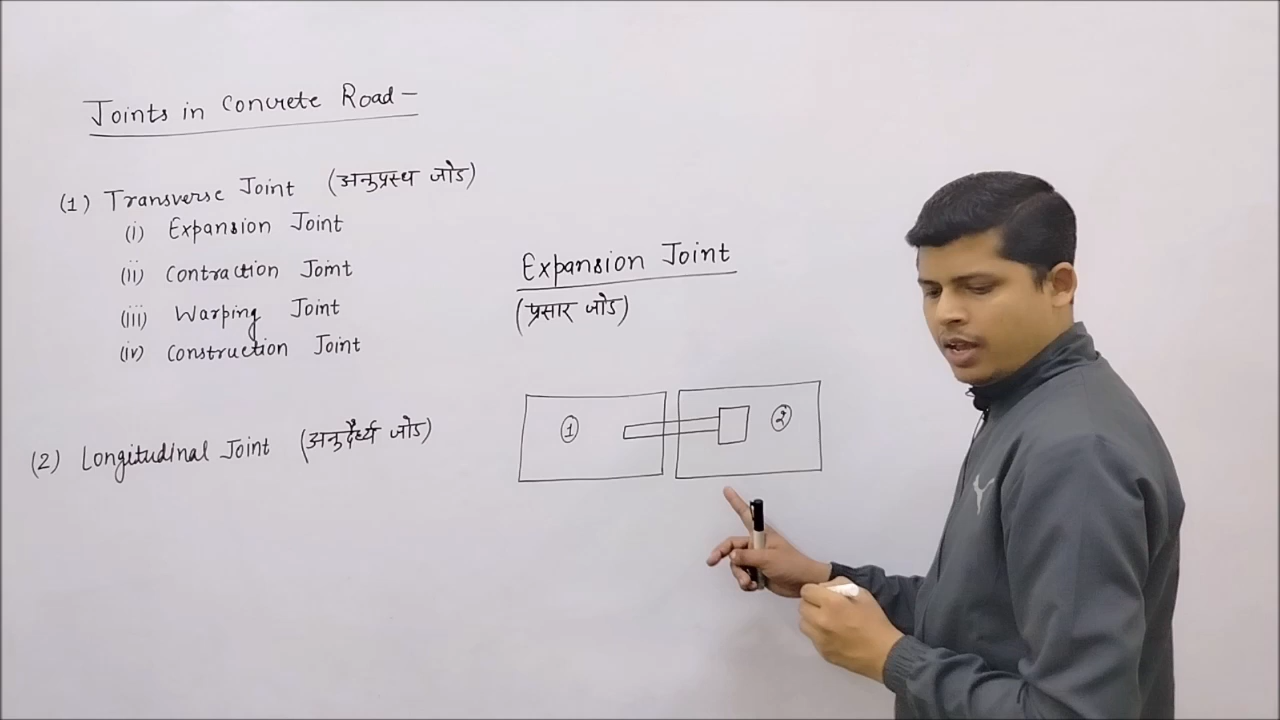 Joints in Concrete Road -
(1) Transverse Joint (अनुप्रस्थ जोड)
(i) Expansion Joint
(ii) Contraction Joint
(iii) Warping Joint
(iv) Construction Joint
(2) Longitudinal Joint (अनुदैर्ध्य जोड)
Expansion Joint
(प्रसार जोड)
1
2